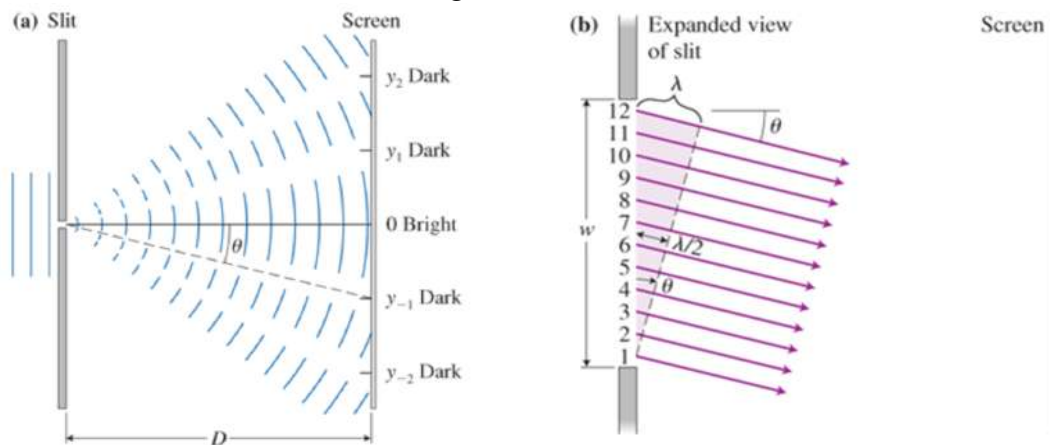 (a) Slit
Screen
y₂ Dark
y₁ Dark
0 Bright
θ
y₋₁ Dark
y₋₂ Dark
D
(b)
Expanded view
of slit
Screen
λ
θ
12
11
10
9
8
7
6
5
4
3
2
1
w
λ/2
θ